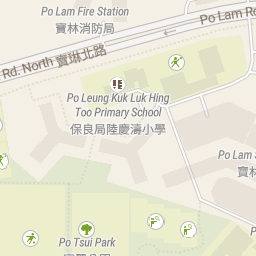 Po Lam Fire Station
寶林消防局
Po Lam R
Rd. North 寶琳北路
Po Leung Kuk Luk Hing
Too Primary School
保良局陸慶濤小學
Po Lam
寶林
Po Tsui Park